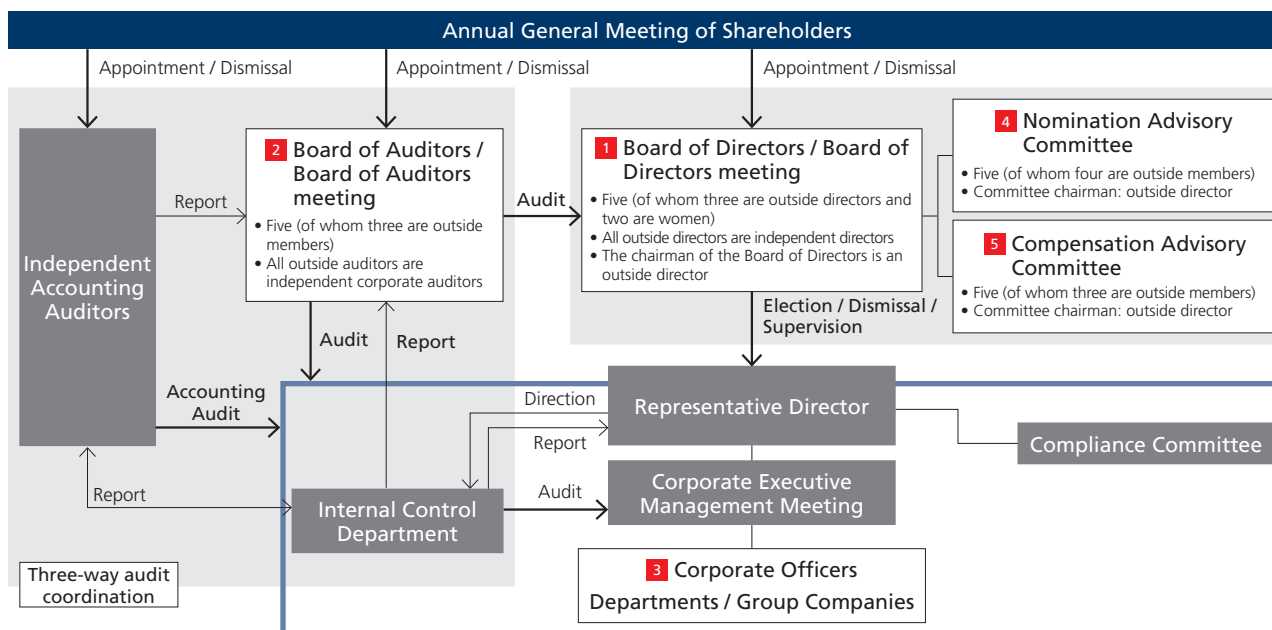 Annual General Meeting of Shareholders
Appointment / Dismissal
Appointment / Dismissal
Appointment / Dismissal
Independent
Accounting
Auditors
Report
2 Board of Auditors /
Board of Auditors
meeting
• Five (of whom three are outside
members)
• All outside auditors are
independent corporate auditors
Audit
1 Board of Directors / Board of
Directors meeting
• Five (of whom three are outside directors and
two are women)
• All outside directors are independent directors
• The chairman of the Board of Directors is an
outside director
4 Nomination Advisory
Committee
• Five (of whom four are outside members)
• Committee chairman: outside director
5 Compensation Advisory
Committee
• Five (of whom three are outside members)
• Committee chairman: outside director
Election / Dismissal /
Supervision
Audit
Report
Accounting
Audit
Direction
Report
Representative Director
Compliance Committee
Report
Internal Control
Department
Audit
Corporate Executive
Management Meeting
Three-way audit
coordination
3 Corporate Officers
Departments / Group Companies